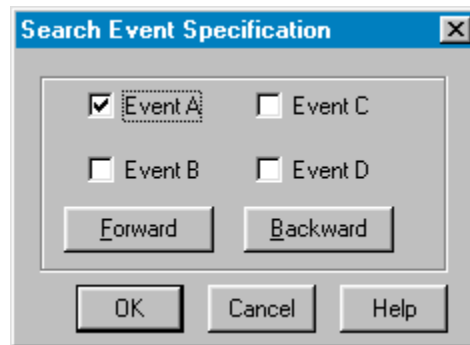 Search Event Specification
Event A Event C
Event B Event D
Forward Backward
OK Cancel Help